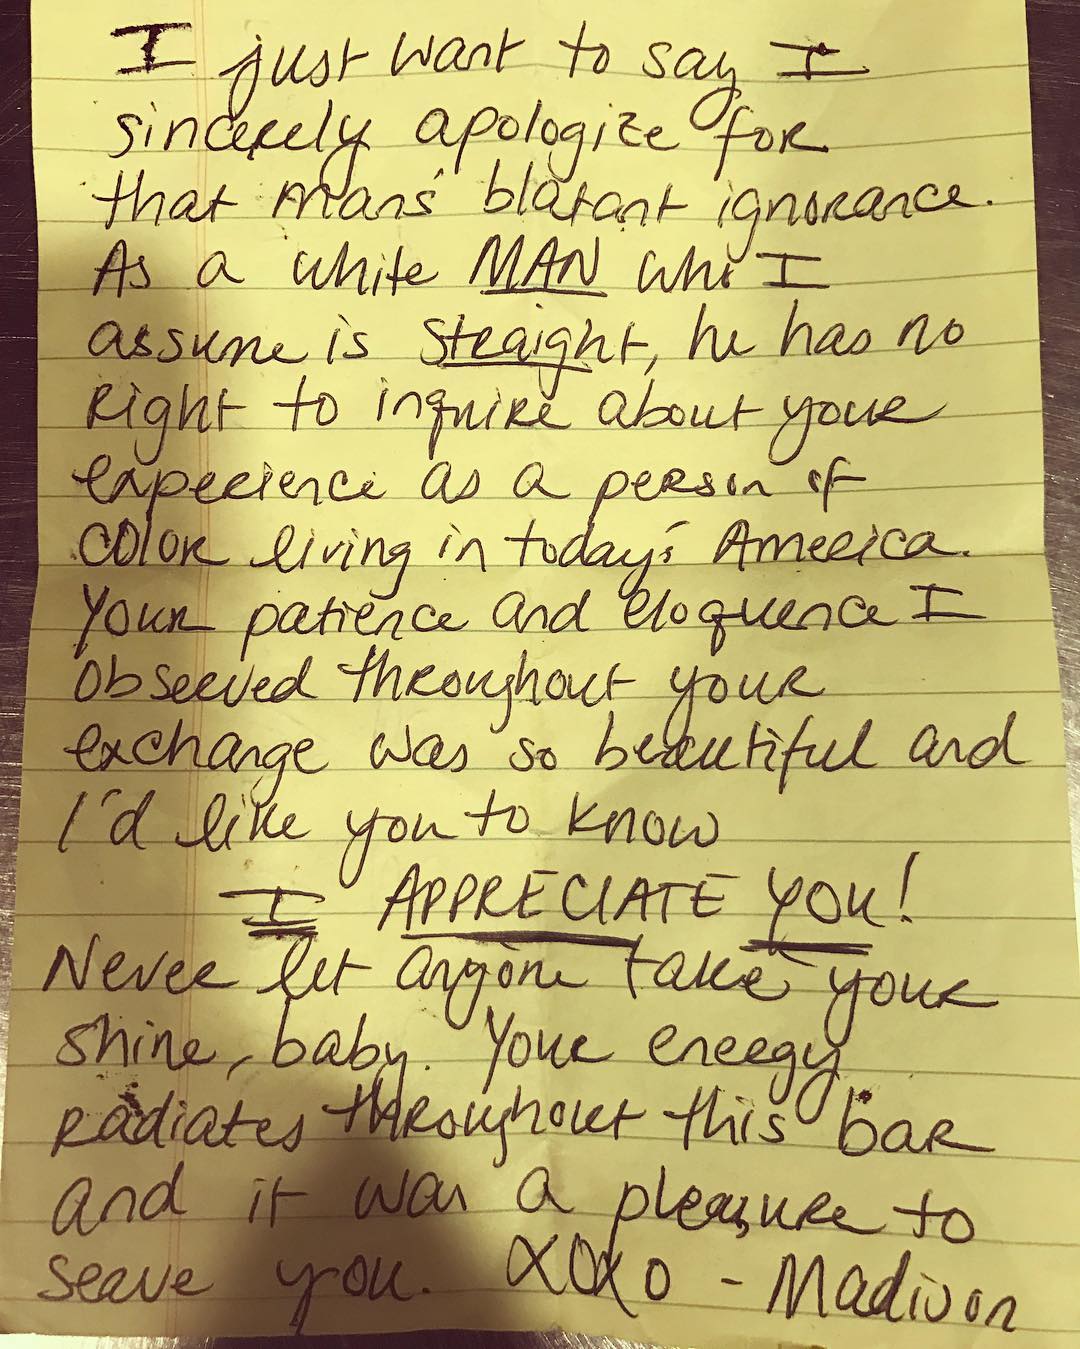 I just want to say I
sincerely apologize for
that mans' blatant ignorance.
As a white MAN who I
assume is straight, he has no
right to inquire about your
experience as a person of
color living in today's America.
Your patience and eloquence I
observed throughout your
exchange was so beautiful and
I'd like you to know
I APPRECIATE YOU!
Never let anyone take your
shine, baby. Your energy
radiates throughout this bar
and it was a pleasure to
serve you. XOXO - Madison